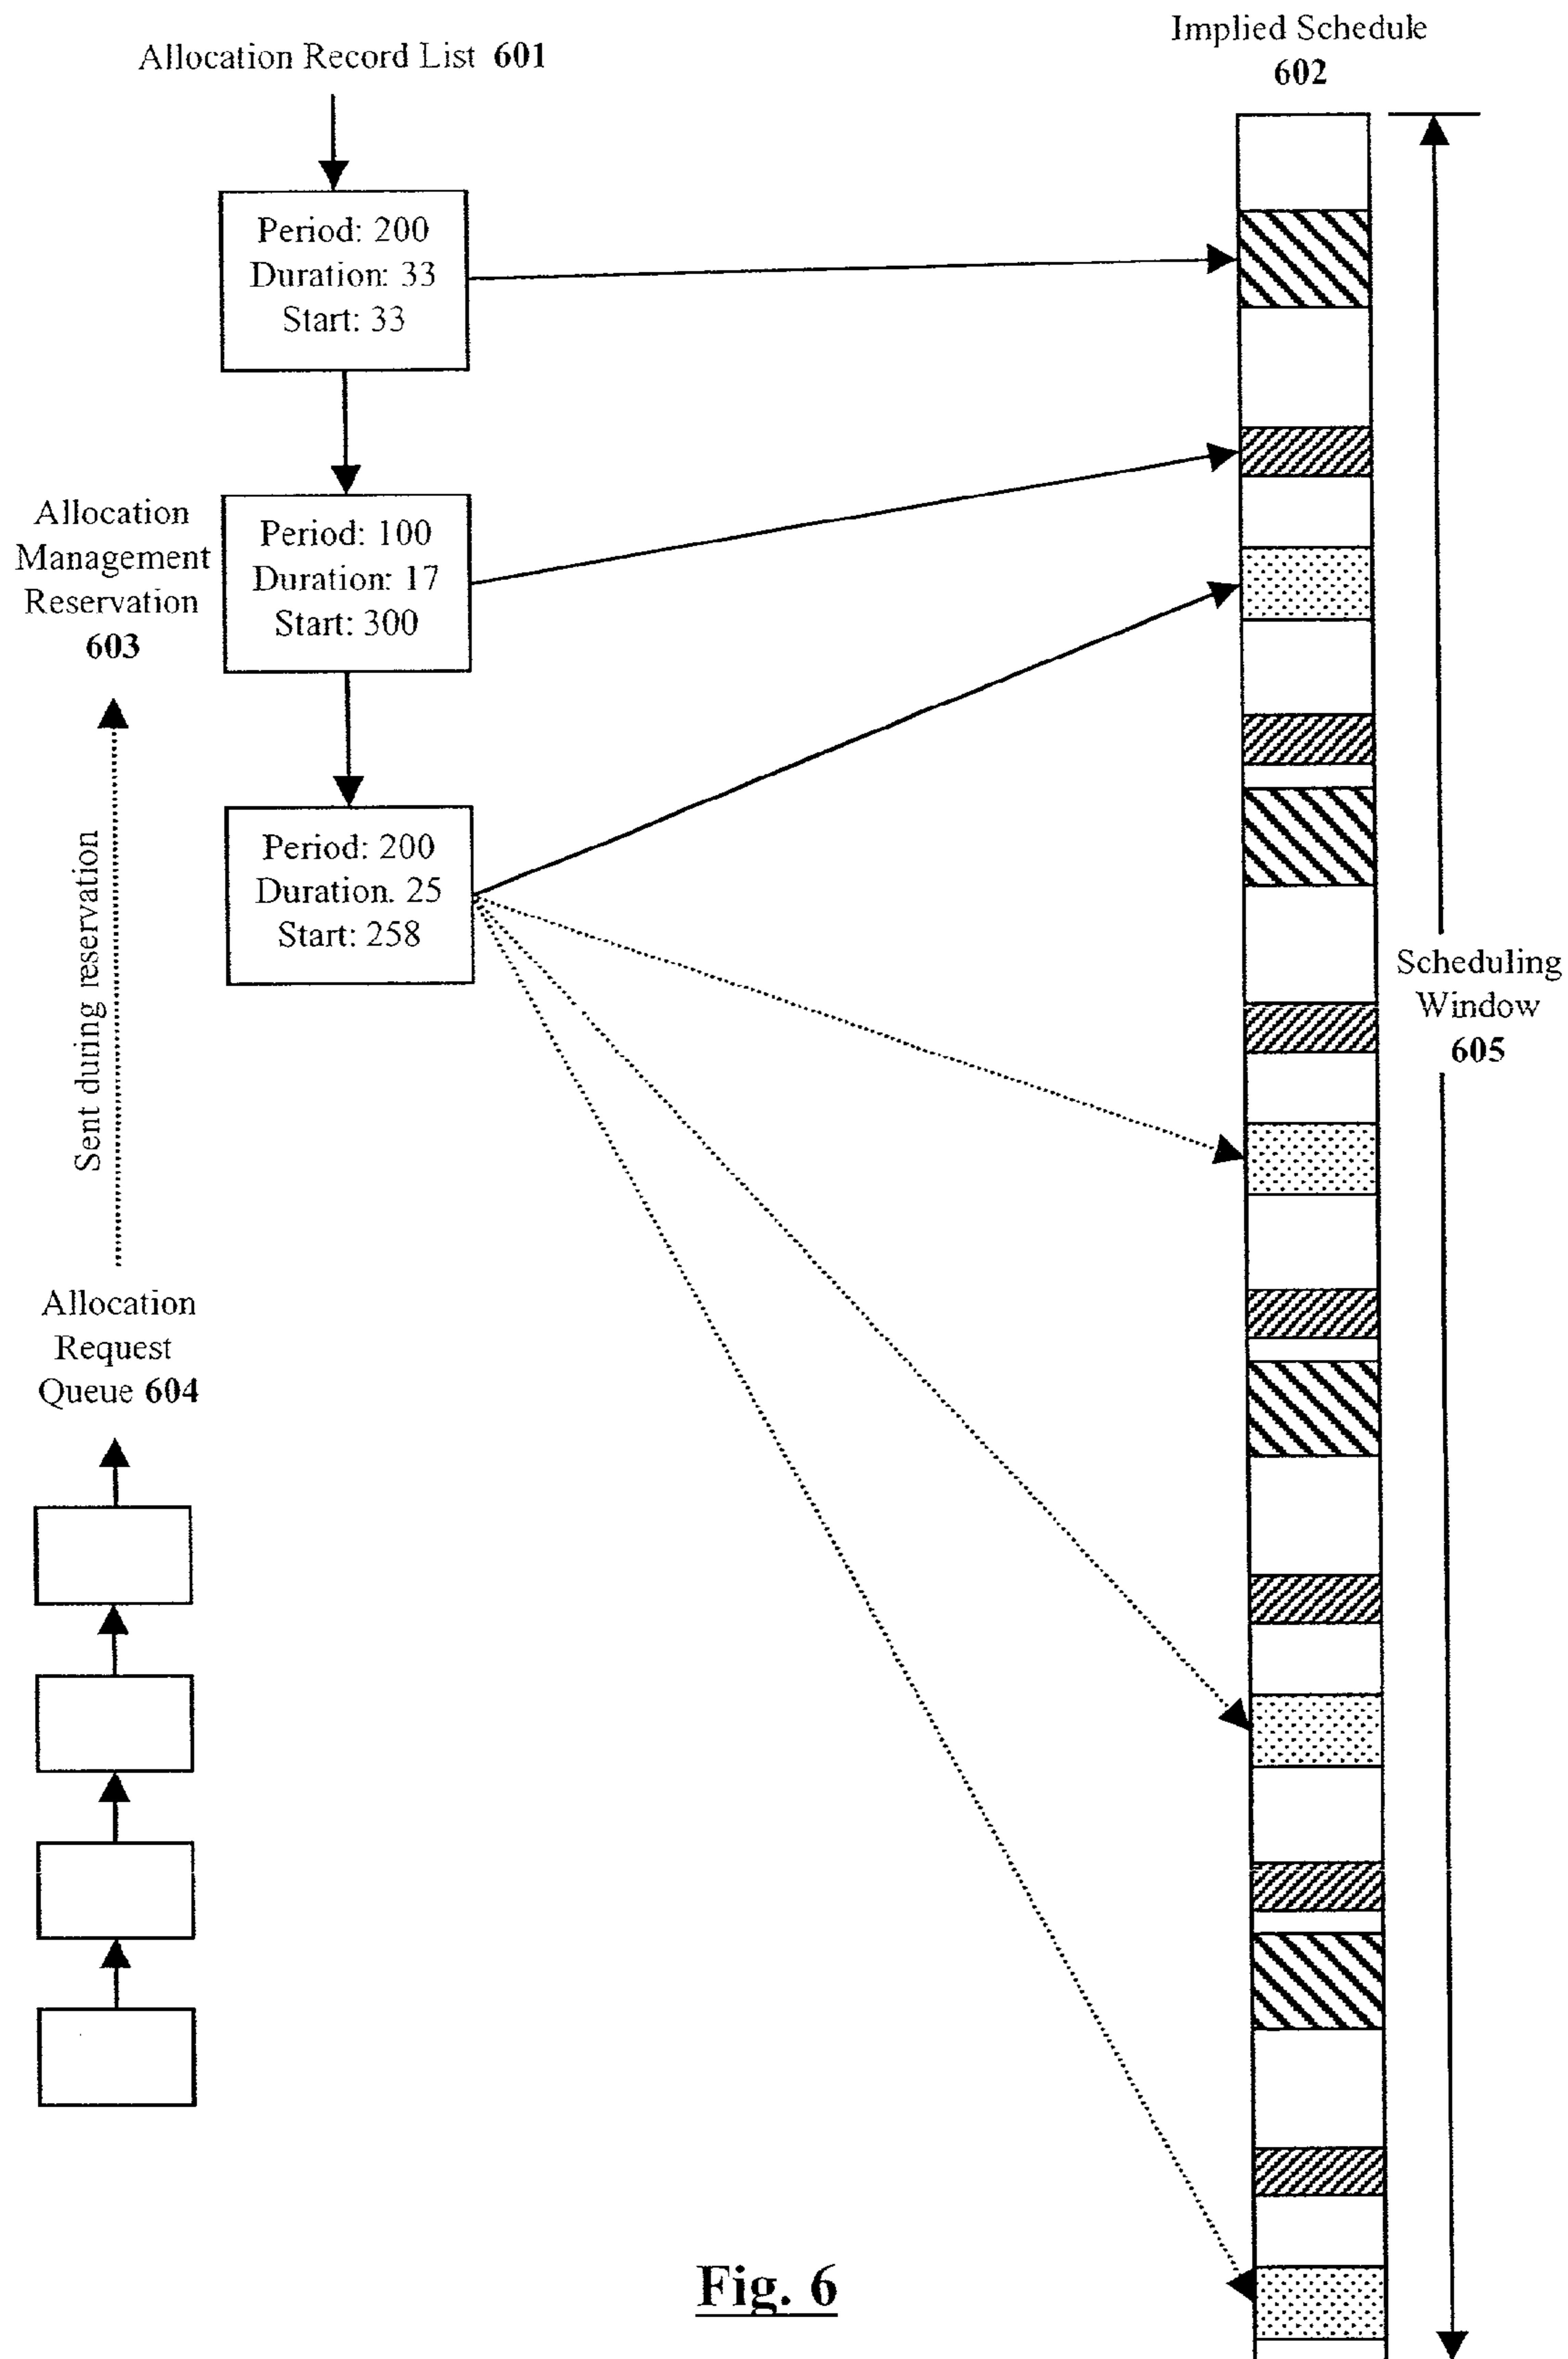 Allocation Record List 601
Implied Schedule
602
Period: 200
Duration: 33
Start: 33
Allocation
Management
Reservation
603
Period: 100
Duration: 17
Start: 300
Sent during reservation
Period: 200
Duration. 25
Start: 258
Scheduling
Window
605
Allocation
Request
Queue 604
Fig. 6